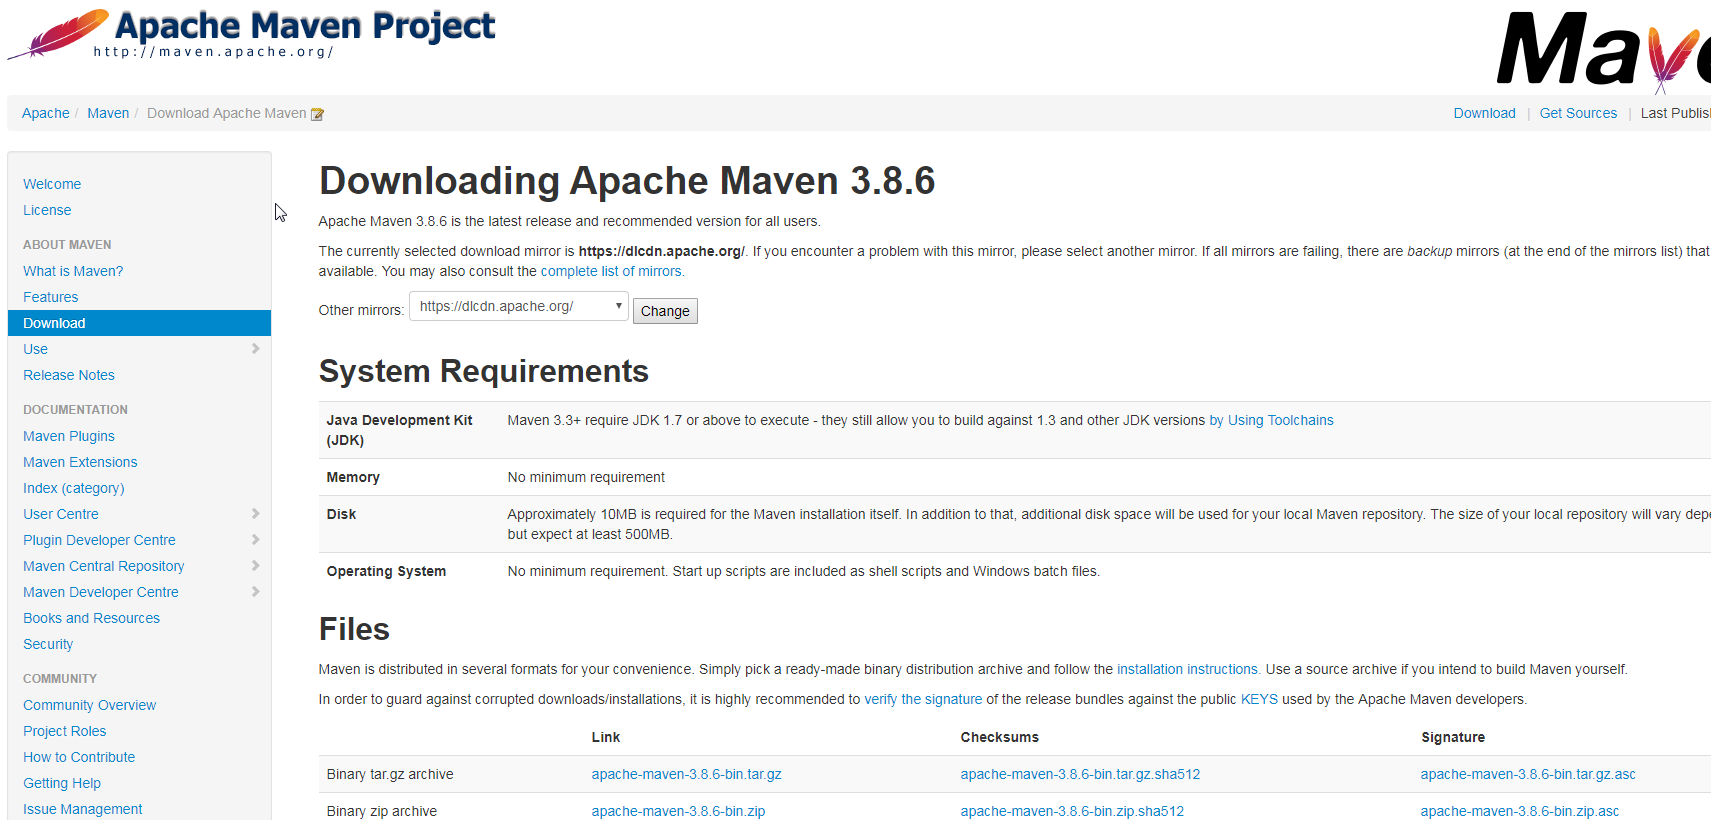 Apache Maven Project
http://maven.apache.org/
Maven
Apache / Maven / Download Apache Maven
Download | Get Sources | Last Publis
Welcome
License
ABOUT MAVEN
What is Maven?
Features
Download
Use
Release Notes
DOCUMENTATION
Maven Plugins
Maven Extensions
Index (category)
User Centre
Plugin Developer Centre
Maven Central Repository
Maven Developer Centre
Books and Resources
Security
COMMUNITY
Community Overview
Project Roles
How to Contribute
Getting Help
Issue Management
Downloading Apache Maven 3.8.6
Apache Maven 3.8.6 is the latest release and recommended version for all users.
The currently selected download mirror is https://dlcdn.apache.org/. If you encounter a problem with this mirror, please select another mirror. If all mirrors are failing, there are backup mirrors (at the end of the mirrors list) that
available. You may also consult the complete list of mirrors.
Other mirrors: https://dlcdn.apache.org/ Change
System Requirements
Java Development Kit (JDK)
Maven 3.3+ require JDK 1.7 or above to execute - they still allow you to build against 1.3 and other JDK versions by Using Toolchains
Memory
No minimum requirement
Disk
Approximately 10MB is required for the Maven installation itself. In addition to that, additional disk space will be used for your local Maven repository. The size of your local repository will vary dep
but expect at least 500MB.
Operating System
No minimum requirement. Start up scripts are included as shell scripts and Windows batch files.
Files
Maven is distributed in several formats for your convenience. Simply pick a ready-made binary distribution archive and follow the installation instructions. Use a source archive if you intend to build Maven yourself.
In order to guard against corrupted downloads/installations, it is highly recommended to verify the signature of the release bundles against the public KEYS used by the Apache Maven developers.
Link Checksums Signature
Binary tar.gz archive apache-maven-3.8.6-bin.tar.gz apache-maven-3.8.6-bin.tar.gz.sha512 apache-maven-3.8.6-bin.tar.gz.asc
Binary zip archive apache-maven-3.8.6-bin.zip apache-maven-3.8.6-bin.zip.sha512 apache-maven-3.8.6-bin.zip.asc